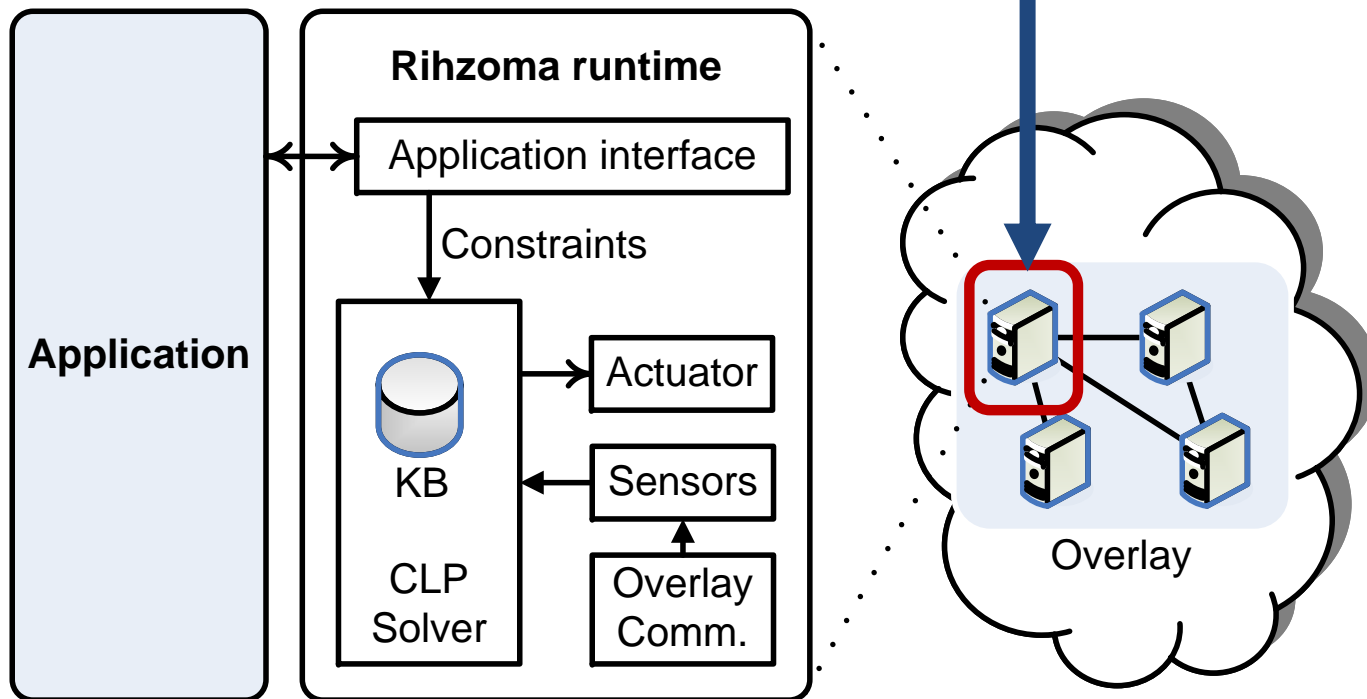 Rihzoma runtime
Application interface
Constraints
Application
Actuator
KB
Sensors
CLP
Solver
Overlay
Comm.
Overlay